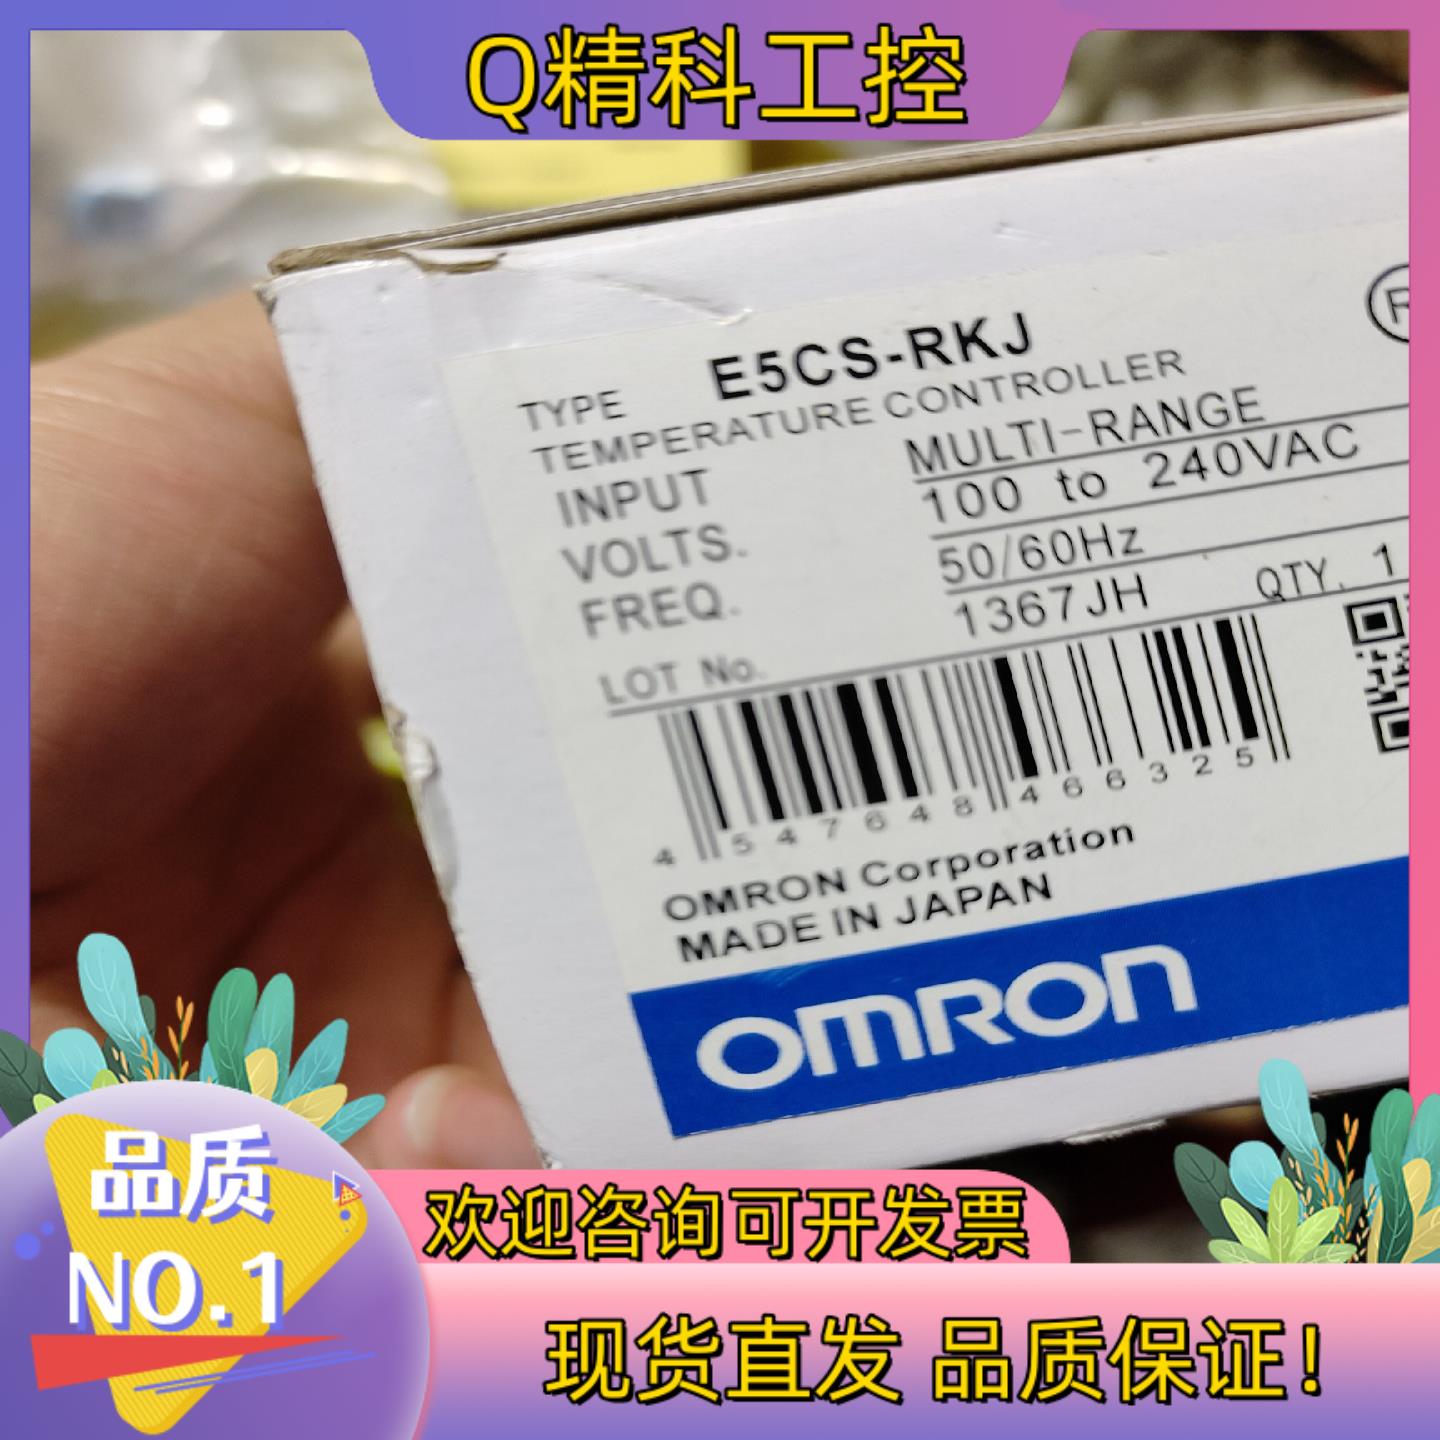 Q精科工控
R
TYPE E5CS-RKJ
TEMPERATURE CONTROLLER
INPUT MULTI-RANGE
VOLTS. 100 to 240VAC
FREQ. 50/60Hz
LOT No. 1367JH QTY. 1
4 547648 466325
OMRON Corporation
MADE IN JAPAN
OMRON
品质
NO.1
欢迎咨询可开发票
现货直发 品质保证!